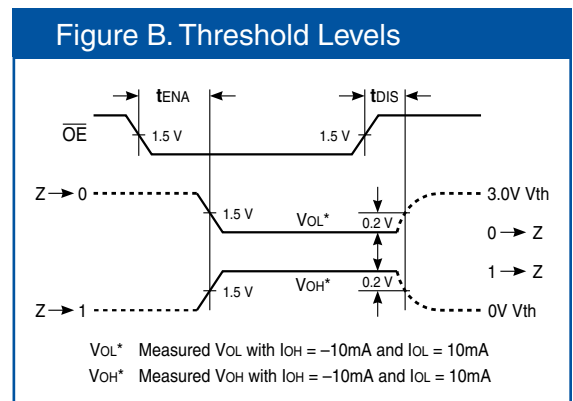 Figure B. Threshold Levels
tENA
tDIS
OE
1.5 V
1.5 V
Z → 0
3.0V Vth
1.5 V
VOL*
0.2 V
0 → Z
1 → Z
1.5 V
VOH*
0.2 V
Z → 1
0V Vth
VOL* Measured VOL with IOH = –10mA and IOL = 10mA
VOH* Measured VOH with IOH = –10mA and IOL = 10mA